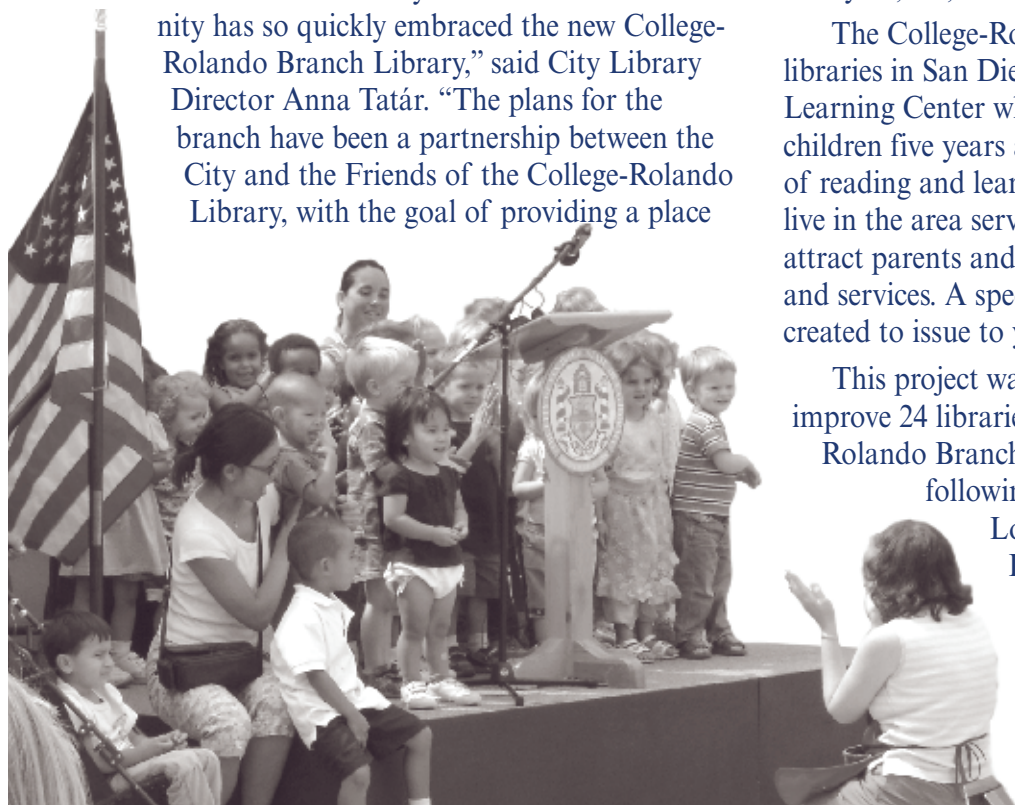 nity has so quickly embraced the new College-
Rolando Branch Library,” said City Library
Director Anna Tatár. “The plans for the
branch have been a partnership between the
City and the Friends of the College-Rolando
Library, with the goal of providing a place
The College-Ro
libraries in San Die
Learning Center w
children five years
of reading and lear
live in the area serv
attract parents and
and services. A spe
created to issue to
This project wa
improve 24 librarie
Rolando Branch
followin
Lo